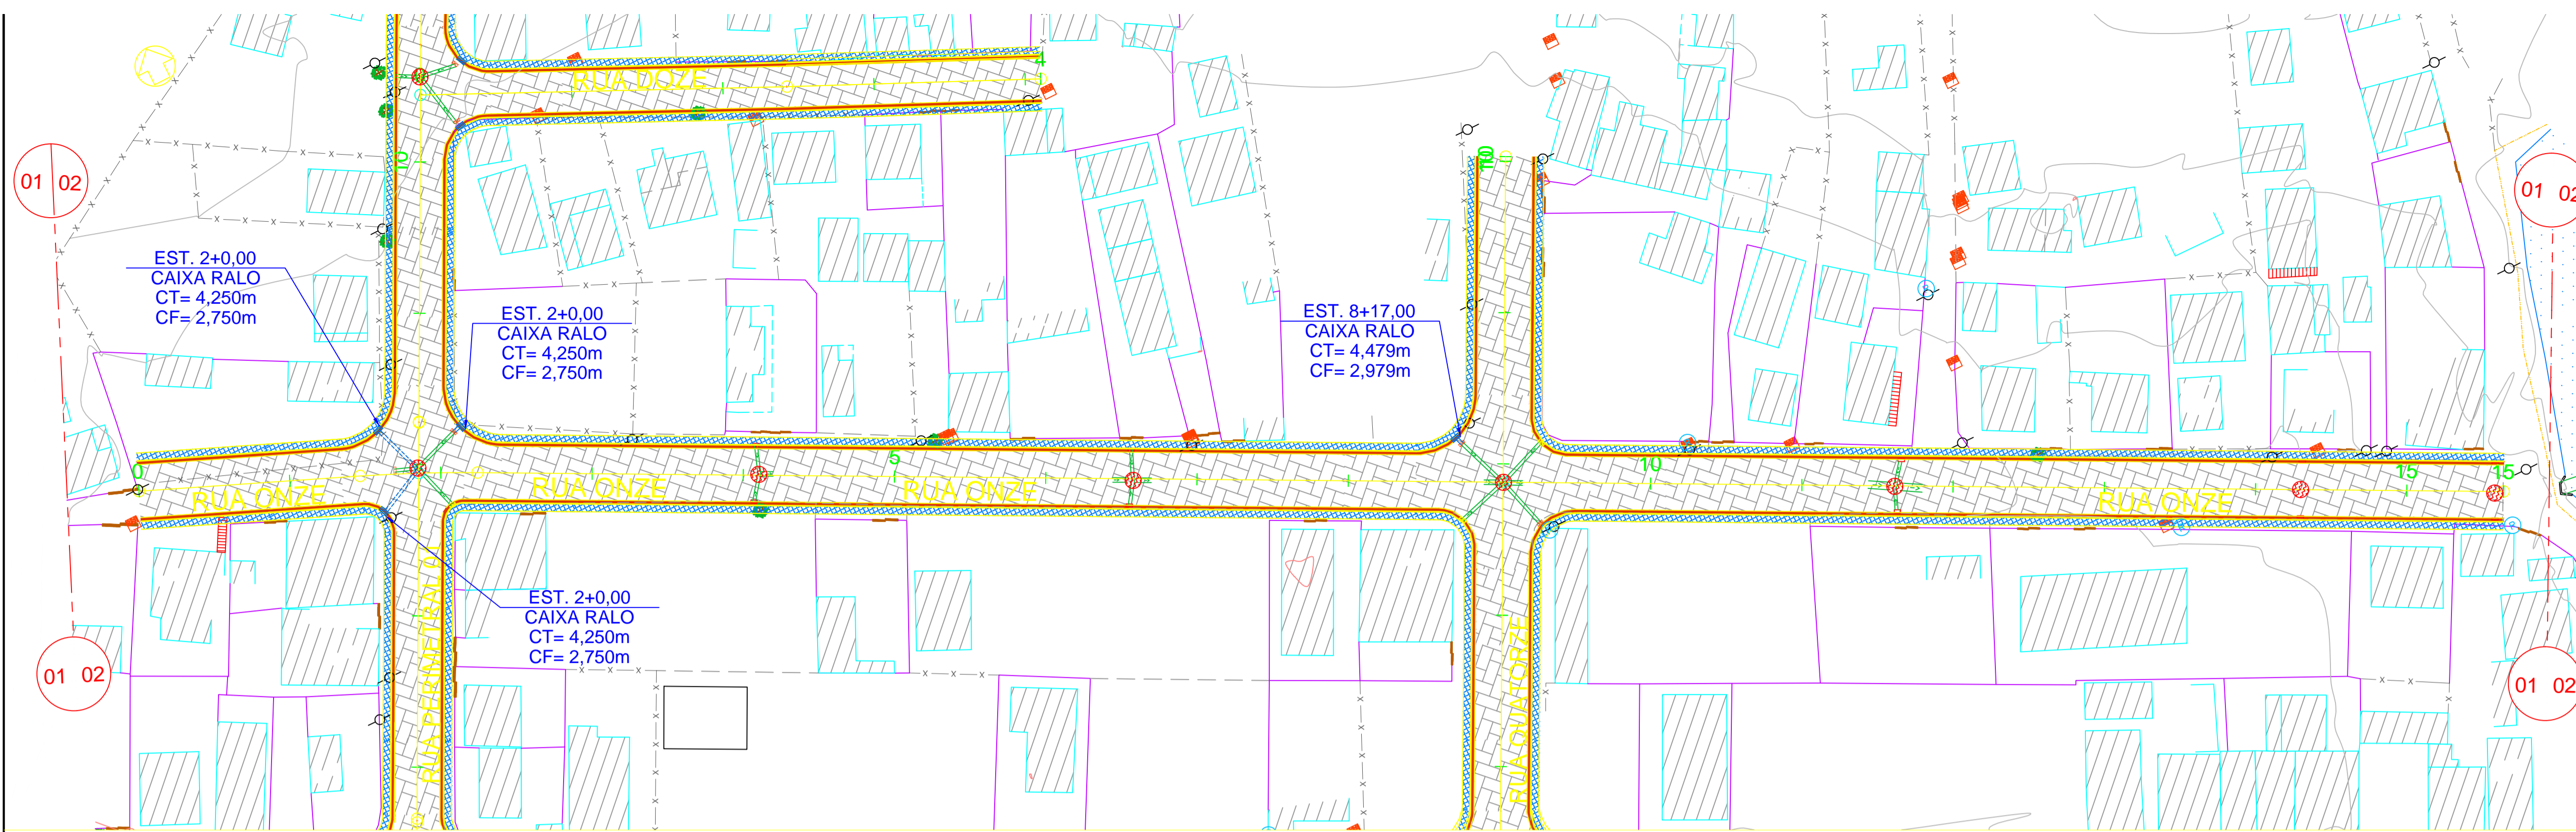 RUA DOZE
4
10
10
01 02
01 02
EST. 2+0,00
CAIXA RALO
CT= 4,250m
CF= 2,750m
EST. 2+0,00
CAIXA RALO
CT= 4,250m
CF= 2,750m
EST. 8+17,00
CAIXA RALO
CT= 4,479m
CF= 2,979m
0
5
10
15
15
RUA ONZE
RUA ONZE
RUA ONZE
RUA ONZE
EST. 2+0,00
CAIXA RALO
CT= 4,250m
CF= 2,750m
RUA QUATORZE
01 02
01 02